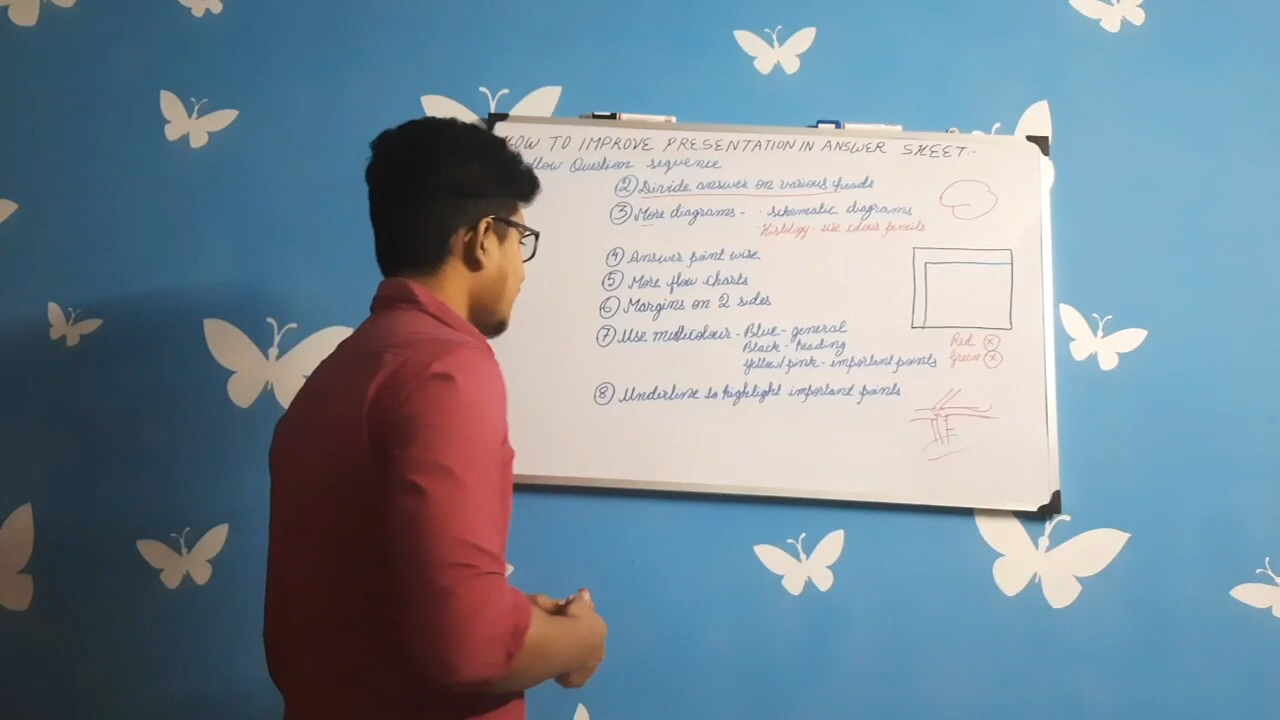 HOW TO IMPROVE PRESENTATION IN ANSWER SHEET.
Question sequence
② Divide answer on various heads
③ More diagrams - · schematic diagrams
· Histology - use colour pencils
④ Answer point wise
⑤ More flow charts
⑥ Margins on 2 sides
⑦ Use multicolour - Blue - general
Black - heading
Yellow/pink - important points
Red ⓧ
Green ⓧ
⑧ Underline to highlight important points